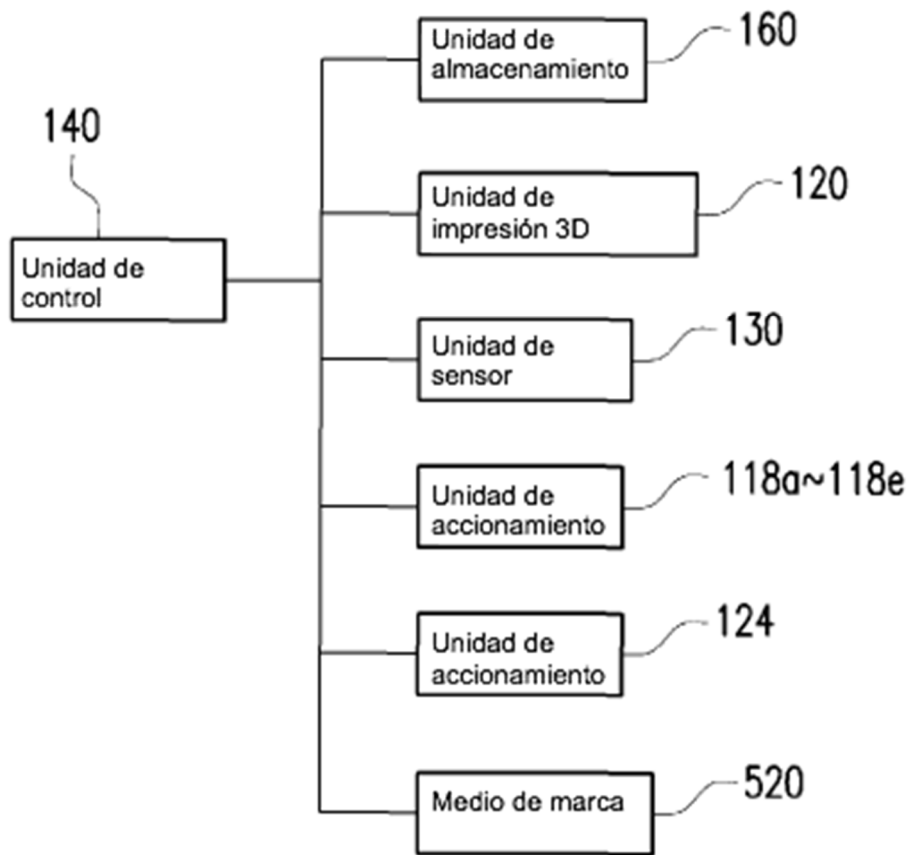 Unidad de
almacenamiento
160
140
Unidad de
impresión 3D
120
Unidad de
control
Unidad de
sensor
130
Unidad de
accionamiento
118a~118e
Unidad de
accionamiento
124
Medio de marca
520